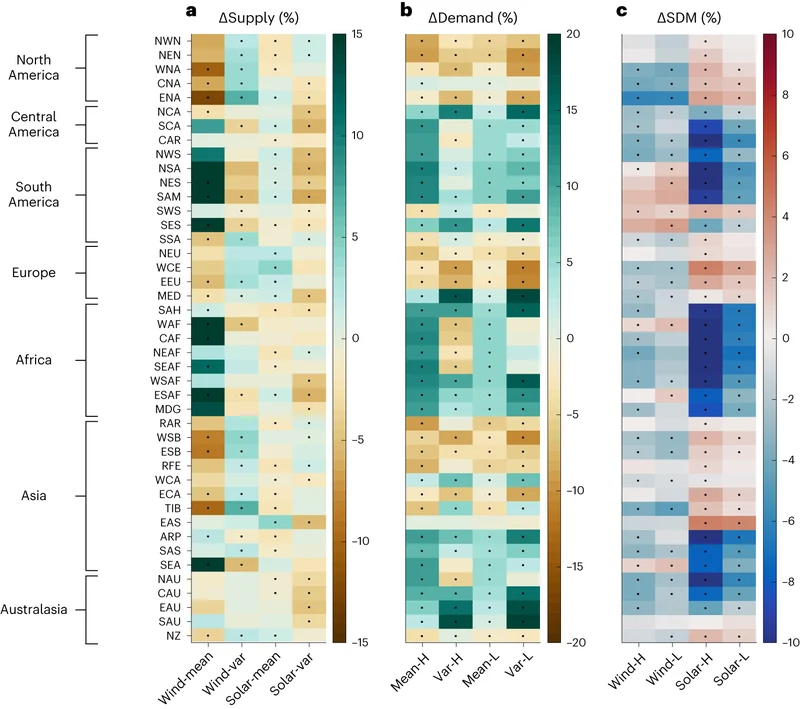 a
ΔSupply (%)
b
ΔDemand (%)
c
ΔSDM (%)
North
America
Central
America
South
America
Europe
Africa
Asia
Australasia
NWN
NEN
WNA
CNA
ENA
NCA
SCA
CAR
NWS
NSA
NES
SAM
SWS
SES
SSA
NEU
WCE
EEU
MED
SAH
WAF
CAF
NEAF
SEAF
WSAF
ESAF
MDG
RAR
WSB
ESB
RFE
WCA
ECA
TIB
EAS
ARP
SAS
SEA
NAU
CAU
EAU
SAU
NZ
15
10
5
0
−5
−10
−15
20
15
10
5
0
−5
−10
−15
−20
10
8
6
4
2
0
−2
−4
−6
−8
−10
Wind-mean
Wind-var
Solar-mean
Solar-var
Mean-H
Var-H
Mean-L
Var-L
Wind-H
Wind-L
Solar-H
Solar-L